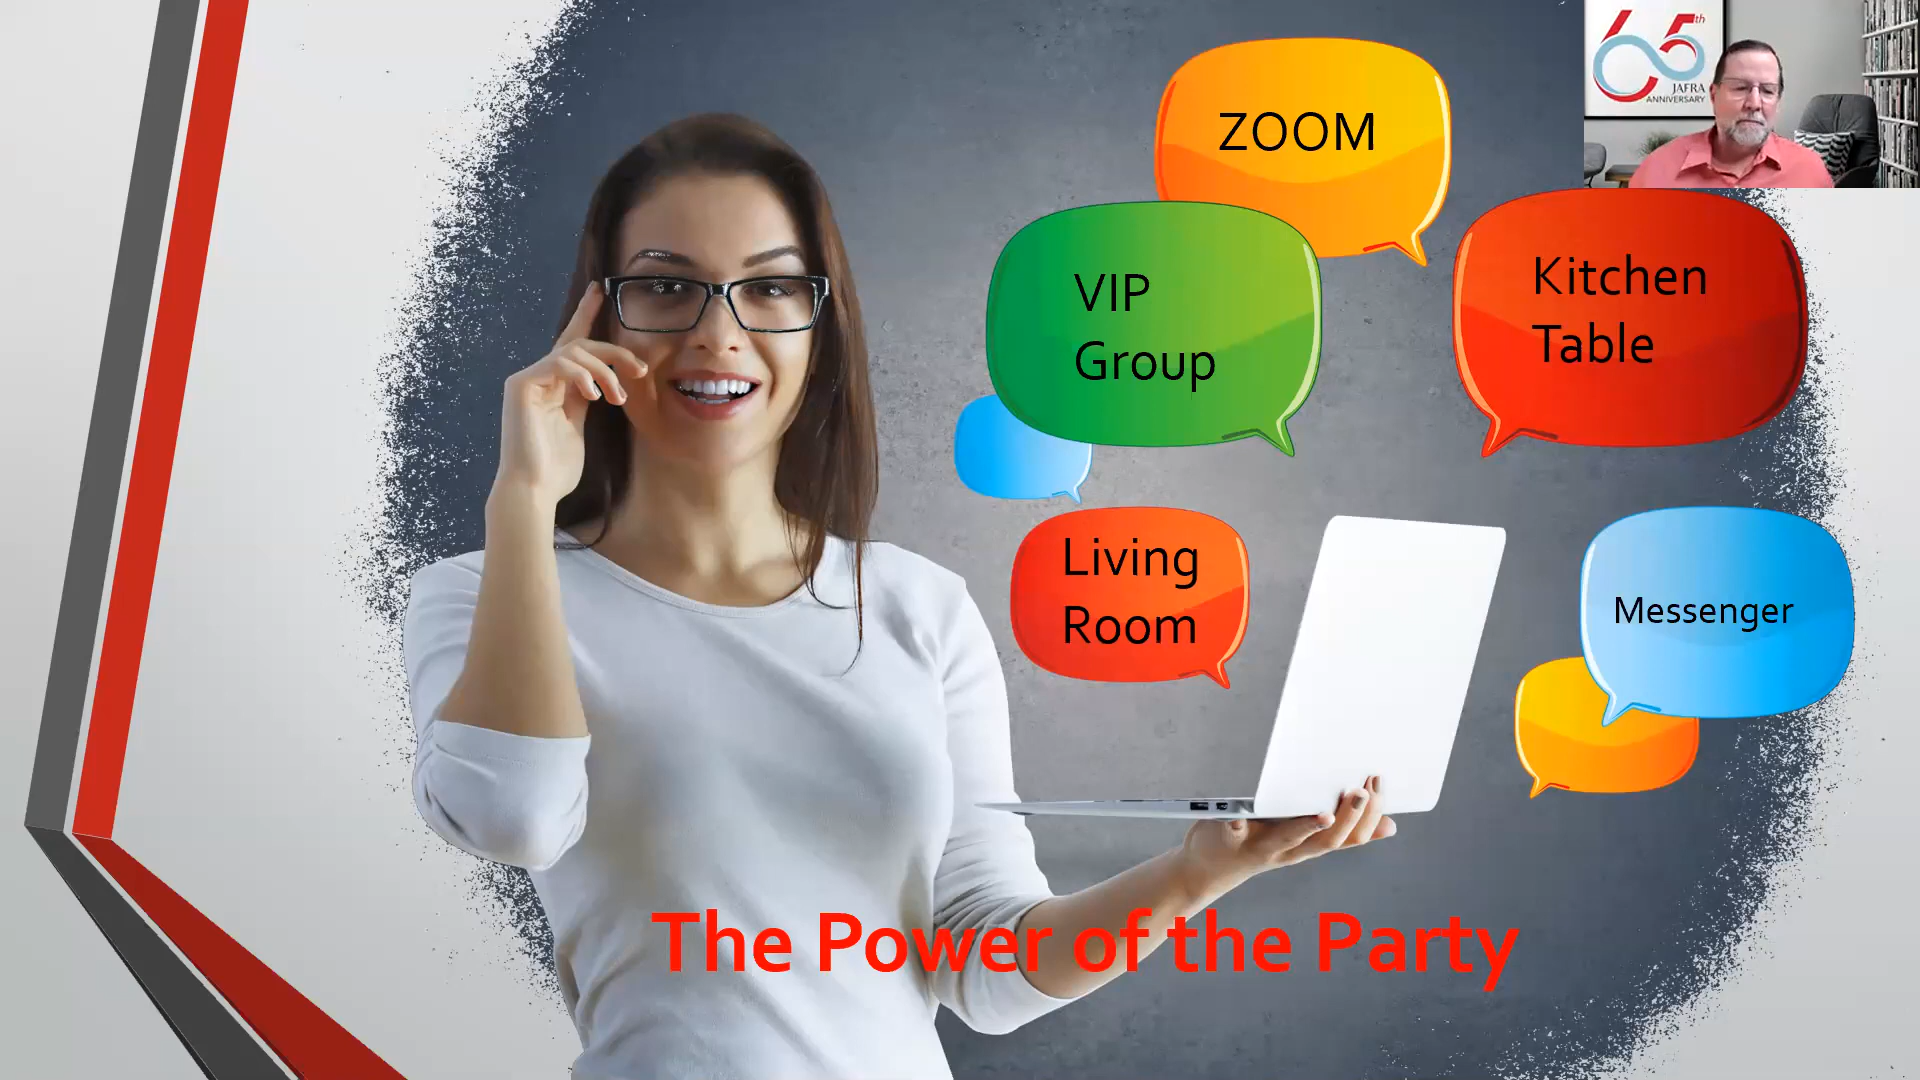 65th
JAFRA
ANNIVERSARY
ZOOM
VIP
Group
Kitchen
Table
Living
Room
Messenger
The Power of the Party